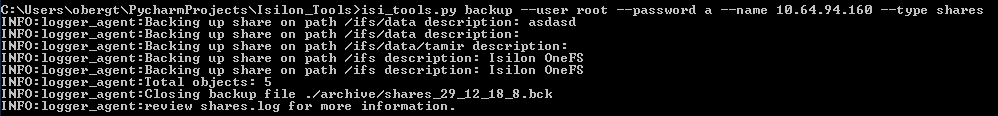 C:\Users\obergt\PycharmProjects\Isilon_Tools>isi_tools.py backup --user root --password a --name 10.64.94.160 --type shares
INFO:logger_agent:Backing up share on path /ifs/data description: asdasd
INFO:logger_agent:Backing up share on path /ifs/data description:
INFO:logger_agent:Backing up share on path /ifs/data/tamir description:
INFO:logger_agent:Backing up share on path /ifs description: Isilon OneFS
INFO:logger_agent:Backing up share on path /ifs description: Isilon OneFS
INFO:logger_agent:Total objects: 5
INFO:logger_agent:Closing backup file ./archive/shares_29_12_18_8.bck
INFO:logger_agent:review shares.log for more information.